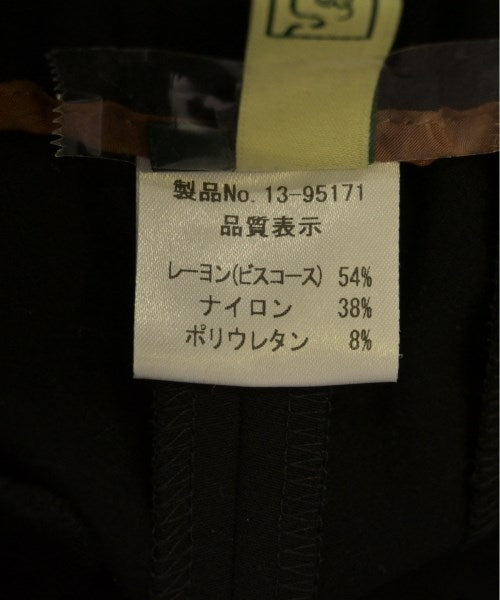 製品No. 13-95171
品質表示
レーヨン(ビスコース) 54%
ナイロン 38%
ポリウレタン 8%